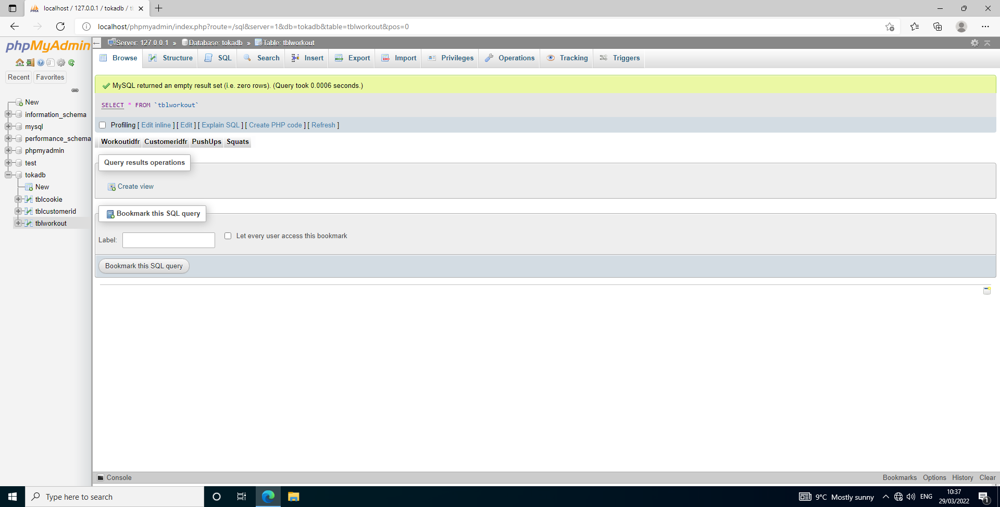 localhost / 127.0.0.1 / tokadb / t
localhost/phpmyadmin/index.php?route=/sql&server=1&db=tokadb&table=tblworkout&pos=0
phpMyAdmin
Recent Favorites
New
information_schema
mysql
performance_schema
phpmyadmin
test
tokadb
New
tblcookie
tblcustomerid
tblworkout
Server: 127.0.0.1 » Database: tokadb » Table: tblworkout
Browse Structure SQL Search Insert Export Import Privileges Operations Tracking Triggers
MySQL returned an empty result set (i.e. zero rows). (Query took 0.0006 seconds.)
SELECT * FROM `tblworkout`
Profiling [ Edit inline ] [ Edit ] [ Explain SQL ] [ Create PHP code ] [ Refresh ]
Workoutidfr Customeridfr PushUps Squats
Query results operations
Create view
Bookmark this SQL query
Label:
Let every user access this bookmark
Bookmark this SQL query
Console
Bookmarks Options History Clear
Type here to search
9°C Mostly sunny
ENG
10:37
29/03/2022
1